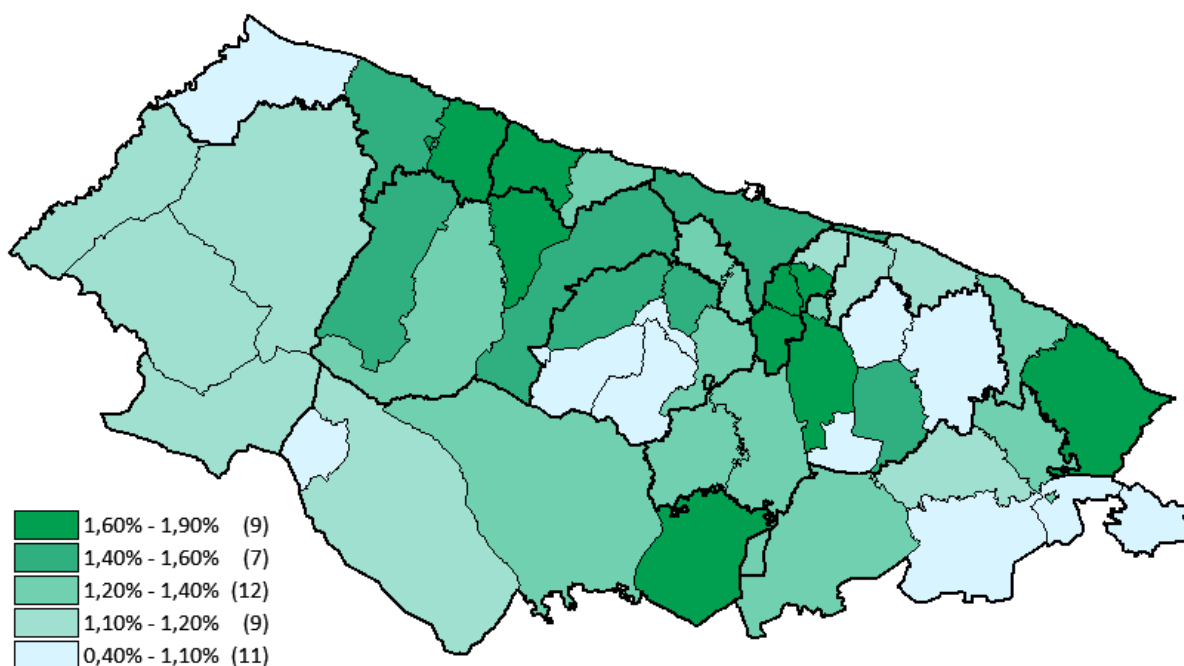 1,60% - 1,90% (9)
1,40% - 1,60% (7)
1,20% - 1,40% (12)
1,10% - 1,20% (9)
0,40% - 1,10% (11)